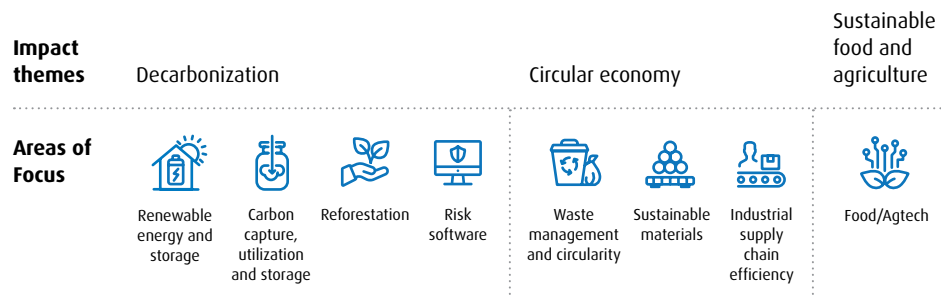 Impact
themes
Decarbonization
Circular economy
Sustainable
food and
agriculture
Areas of
Focus
Renewable
energy and
storage
Carbon
capture,
utilization
and storage
Reforestation
Risk
software
Waste
management
and circularity
Sustainable
materials
Industrial
supply
chain
efficiency
Food/Agtech